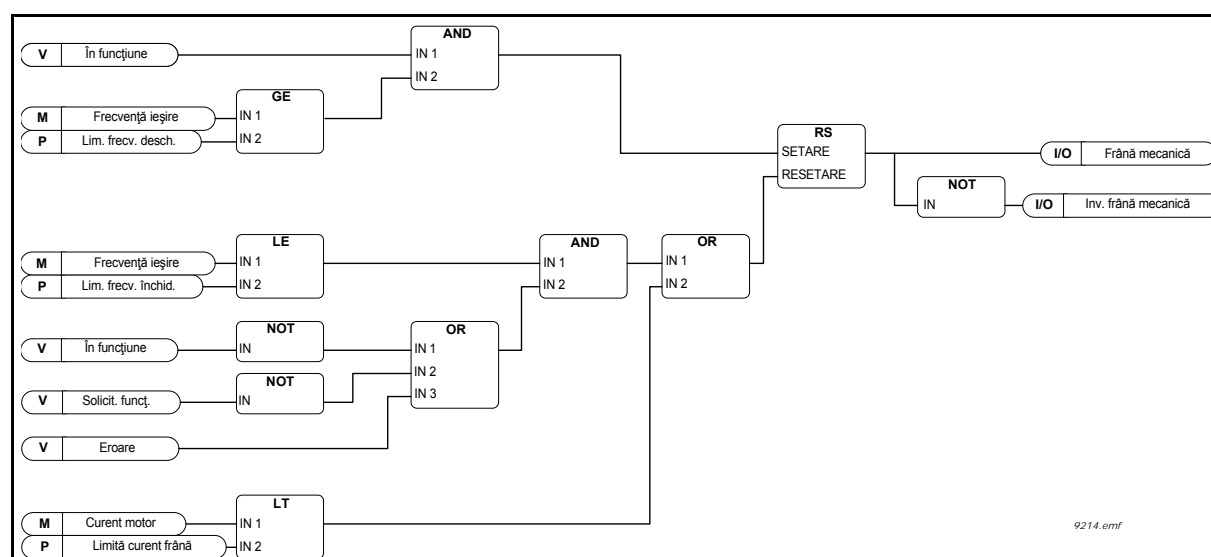 AND
V În funcţiune
IN 1
IN 2
GE
M Frecvenţă ieşire
IN 1
P Lim. frecv. desch.
IN 2
RS
SETARE
RESETARE
I/O Frână mecanică
NOT
IN
I/O Inv. frână mecanică
LE
M Frecvenţă ieşire
IN 1
P Lim. frecv. închid.
IN 2
AND
IN 1
IN 2
OR
IN 1
IN 2
NOT
V În funcţiune
IN
OR
IN 1
IN 2
IN 3
NOT
V Solicit. funcţ.
IN
V Eroare
LT
M Curent motor
IN 1
P Limită curent frână
IN 2
9214.emf